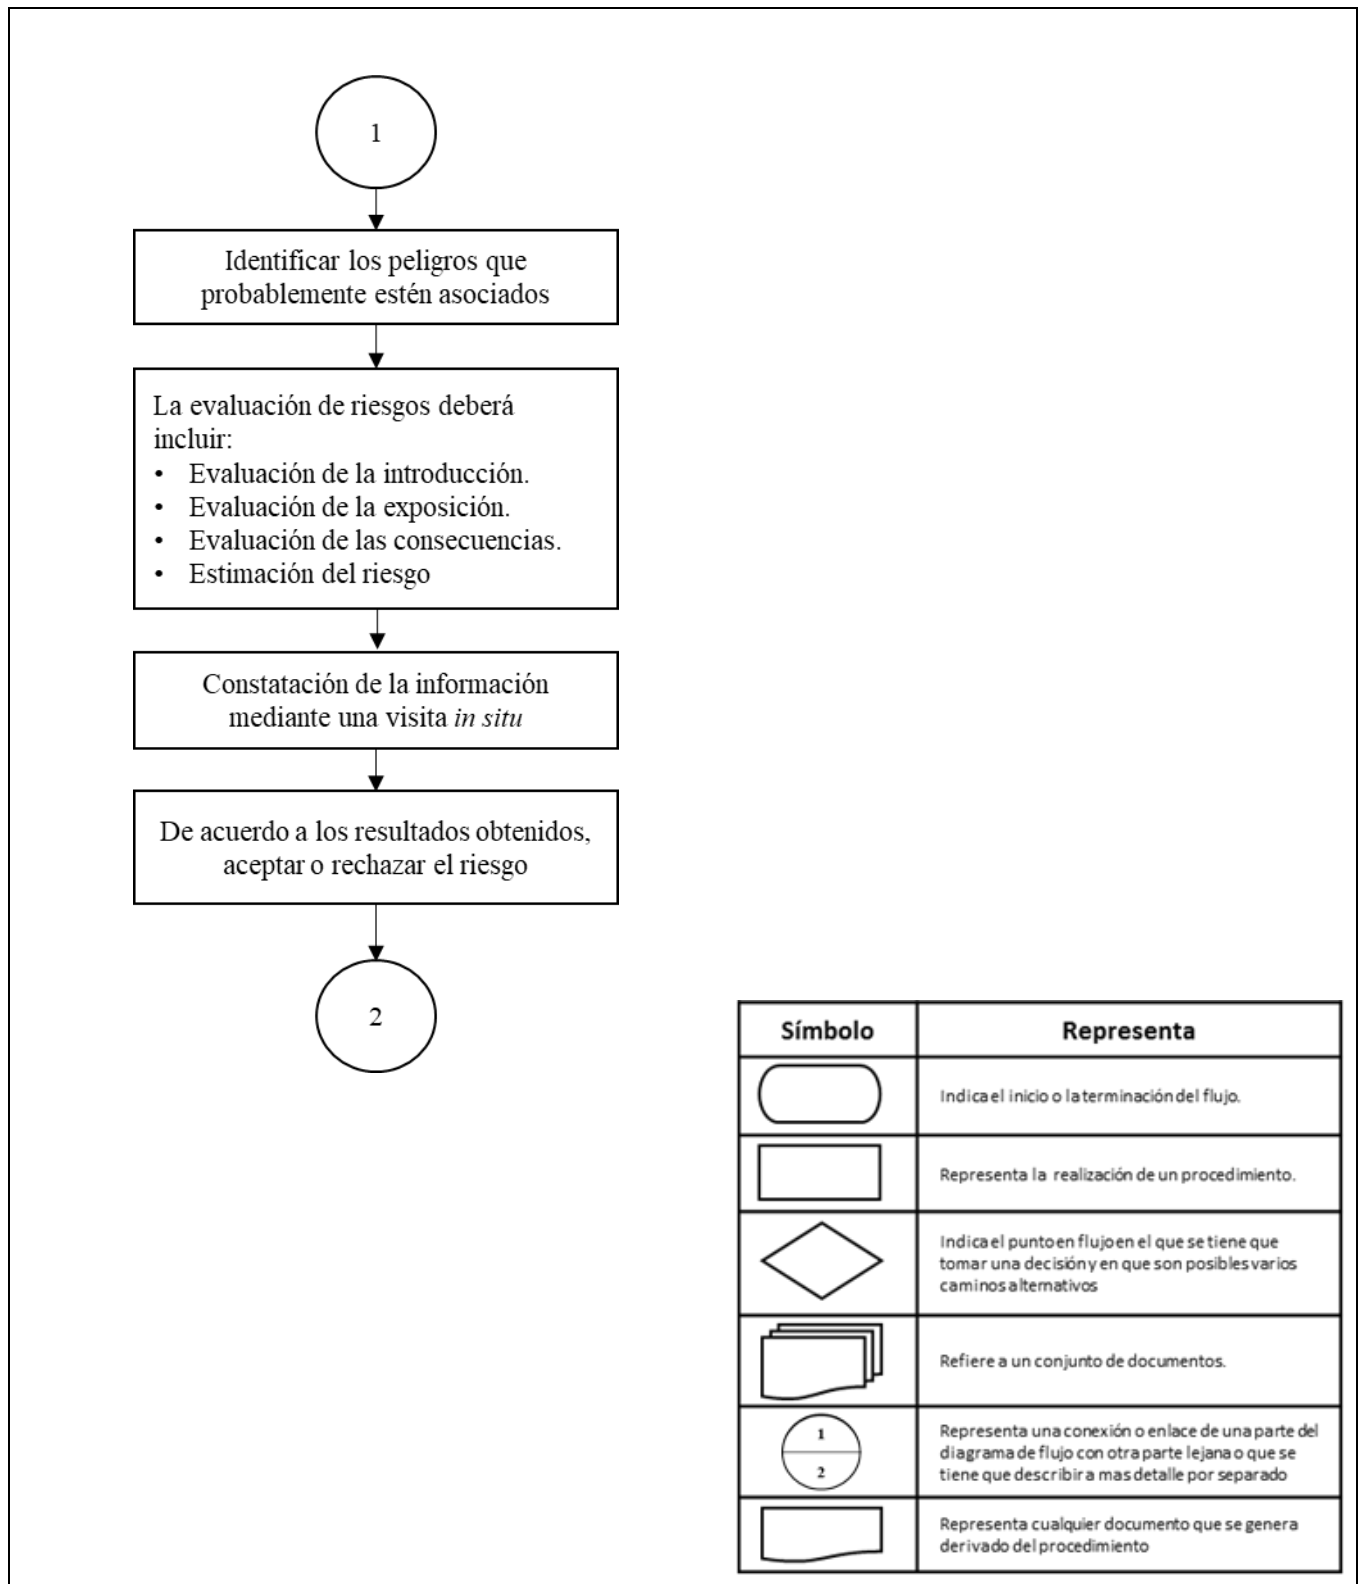 1
Identificar los peligros que
probablemente estén asociados
La evaluación de riesgos deberá
incluir:
• Evaluación de la introducción.
• Evaluación de la exposición.
• Evaluación de las consecuencias.
• Estimación del riesgo
Constatación de la información
mediante una visita in situ
De acuerdo a los resultados obtenidos,
aceptar o rechazar el riesgo
2
Símbolo Representa
Indica el inicio o la terminación del flujo.
Representa la realización de un procedimiento.
Indica el punto en flujo en el que se tiene que
tomar una decisión y en que son posibles varios
caminos alternativos
Refiere a un conjunto de documentos.
1
2
Representa una conexión o enlace de una parte del
diagrama de flujo con otra parte lejana o que se
tiene que describir a mas detalle por separado
Representa cualquier documento que se genera
derivado del procedimiento